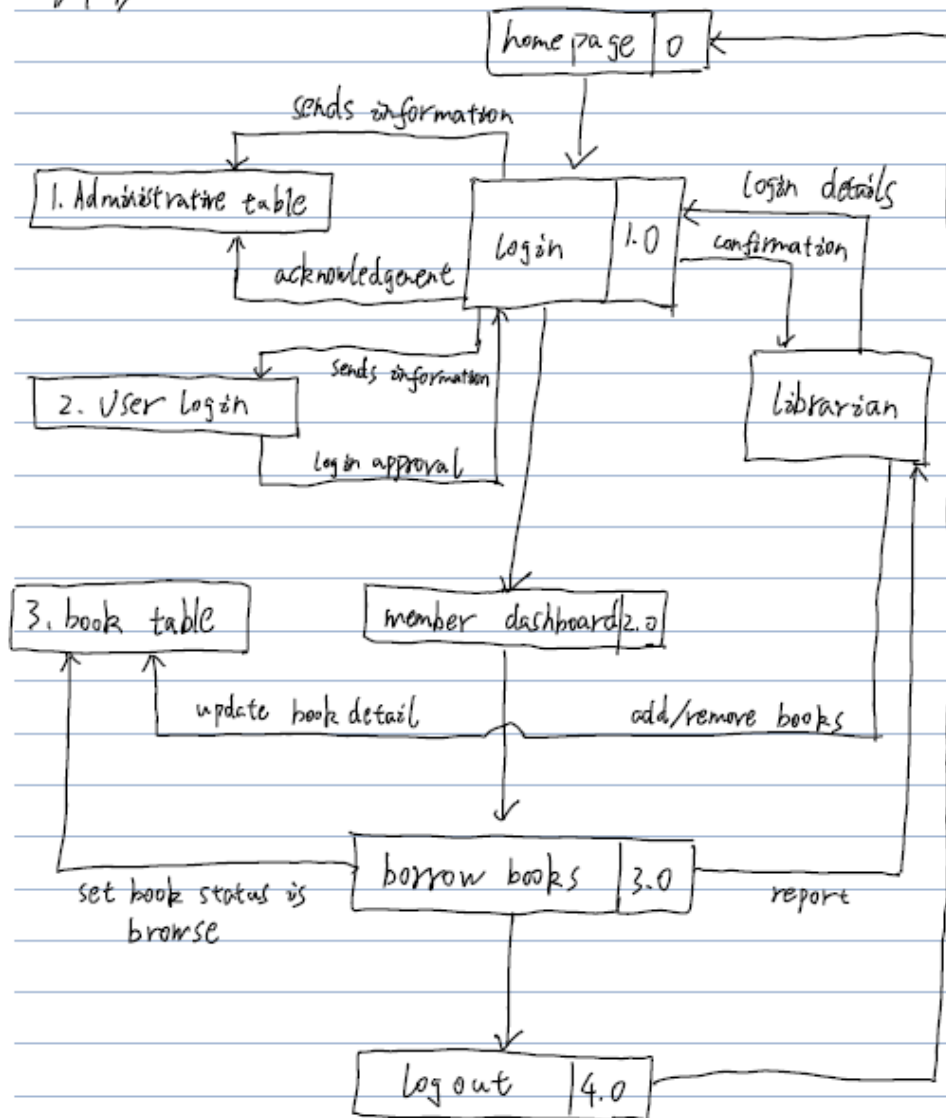 home page 0
sends information
1. Administrative table
login details
login 1.0
confirmation
acknowledgement
sends information
2. User login
librarian
login approval
3. book table
member dashboard 2.0
update book detail
add/remove books
borrow books 3.0
set book status is
browse
report
log out 4.0